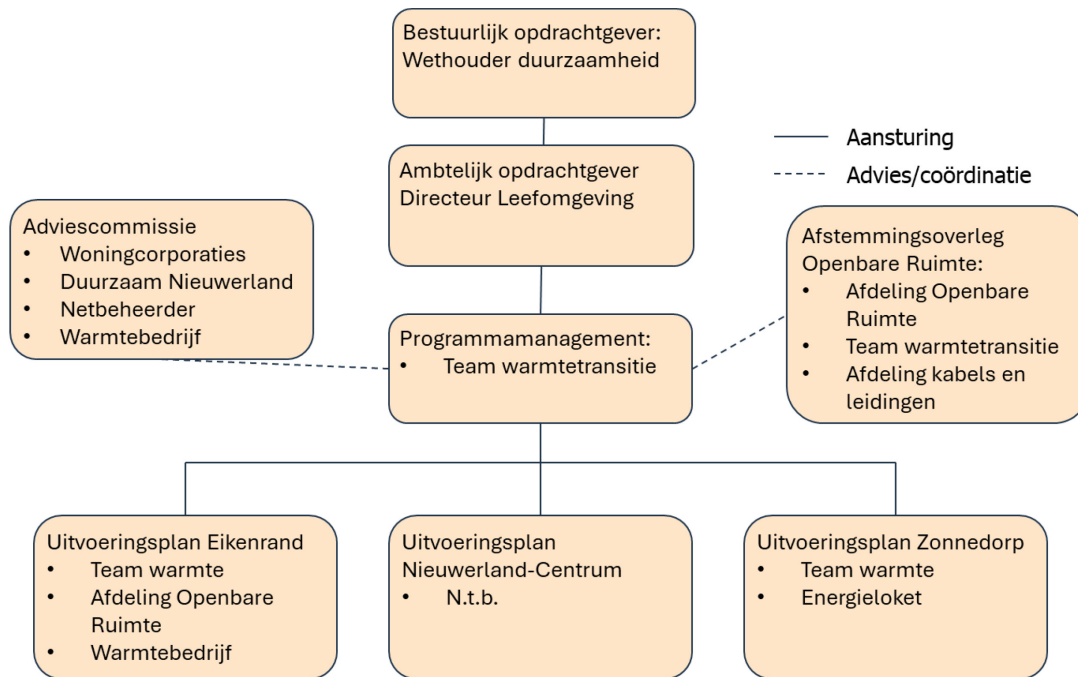 Bestuurlijk opdrachtgever:
Wethouder duurzaamheid
Aansturing
Advies/coördinatie
Ambtelijk opdrachtgever
Directeur Leefomgeving
Adviescommissie
• Woningcorporaties
• Duurzaam Nieuwerland
• Netbeheerder
• Warmtebedrijf
Afstemmingsoverleg
Openbare Ruimte:
• Afdeling Openbare
Ruimte
• Team warmtetransitie
• Afdeling kabels en
leidingen
Programmamanagement:
• Team warmtetransitie
Uitvoeringsplan Eikenrand
• Team warmte
• Afdeling Openbare
Ruimte
• Warmtebedrijf
Uitvoeringsplan
Nieuwerland-Centrum
• N.t.b.
Uitvoeringsplan Zonnedorp
• Team warmte
• Energieloket